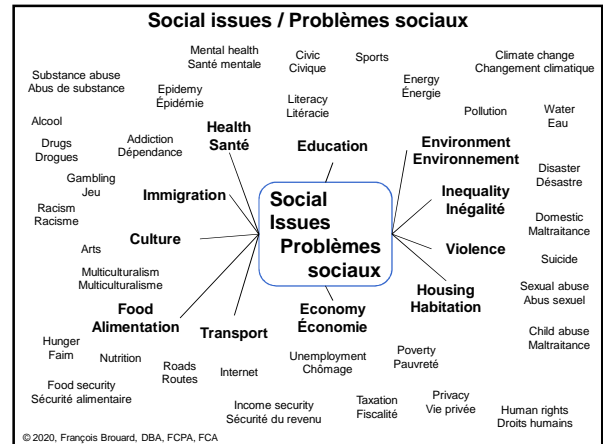 Social issues / Problèmes sociaux
Mental health
Santé mentale
Civic
Civique
Sports
Climate change
Changement climatique
Substance abuse
Abus de substance
Epidemy
Épidémie
Literacy
Litéracie
Energy
Énergie
Pollution
Water
Eau
Alcool
Drugs
Drogues
Addiction
Dépendance
Health
Santé
Education
Environment
Environnement
Disaster
Désastre
Gambling
Jeu
Immigration
Inequality
Inégalité
Racism
Racisme
Social
Issues
Problèmes
sociaux
Domestic
Maltraitance
Culture
Arts
Violence
Suicide
Multiculturalism
Multiculturalisme
Housing
Habitation
Sexual abuse
Abus sexuel
Food
Alimentation
Transport
Economy
Économie
Child abuse
Maltraitance
Hunger
Faim
Nutrition
Roads
Routes
Internet
Unemployment
Chômage
Poverty
Pauvreté
Food security
Sécurité alimentaire
Income security
Sécurité du revenu
Taxation
Fiscalité
Privacy
Vie privée
Human rights
Droits humains
© 2020, François Brouard, DBA, FCPA, FCA